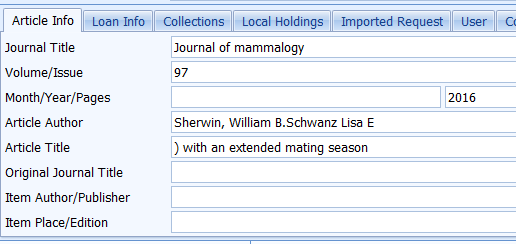 Article Info Loan Info Collections Local Holdings Imported Request User
Journal Title Journal of mammalogy
Volume/Issue 97
Month/Year/Pages 2016
Article Author Sherwin, William B.Schwanz Lisa E
Article Title ) with an extended mating season
Original Journal Title
Item Author/Publisher
Item Place/Edition